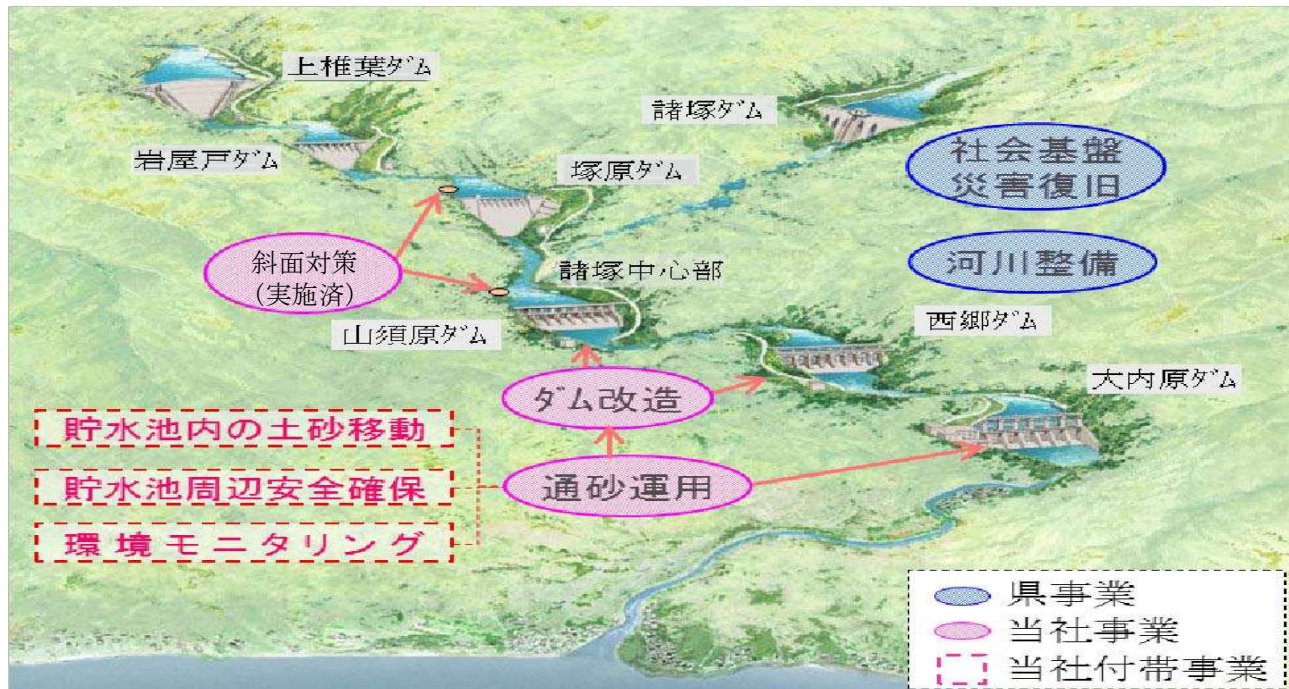 上椎葉ダム
諸塚ダム
岩屋戸ダム
塚原ダム
社会基盤
災害復旧
斜面対策
(実施済)
諸塚中心部
河川整備
山須原ダム
西郷ダム
大内原ダム
ダム改造
貯水池内の土砂移動
貯水池周辺安全確保
通砂運用
環境モニタリング
県事業
当社事業
当社付帯事業